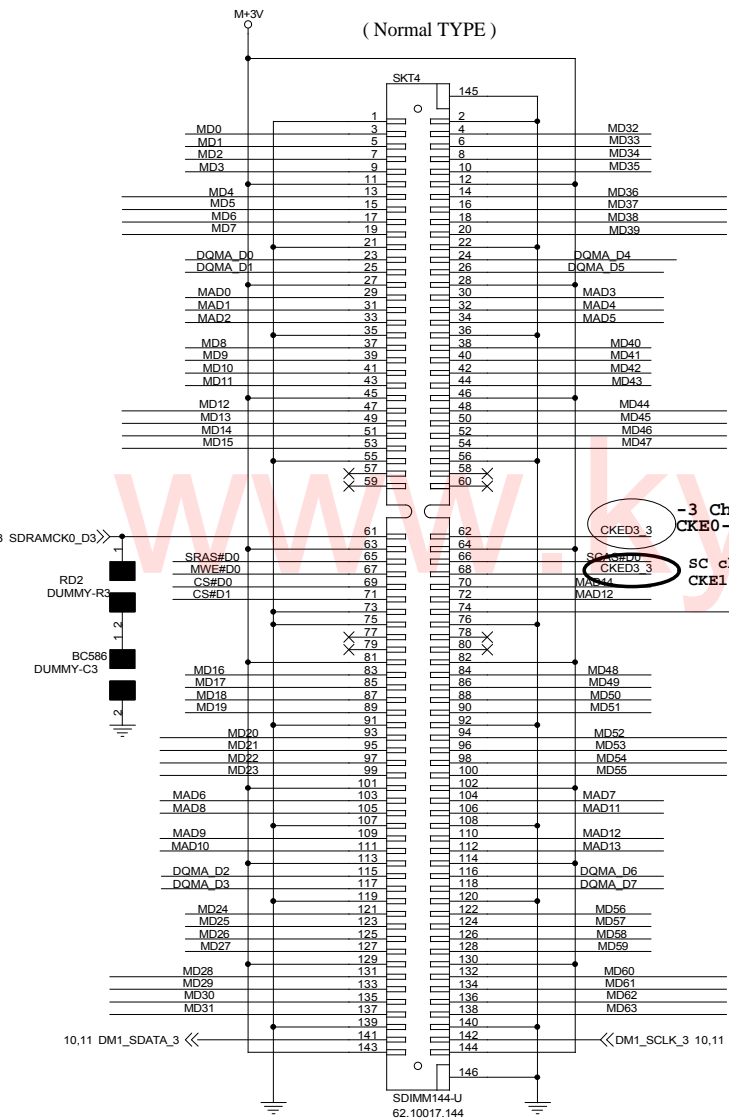 M+3V
( Normal TYPE )
SKT4
145
1 2
MD0 3 4 MD32
MD1 5 6 MD33
MD2 7 8 MD34
MD3 9 10 MD35
11 12
MD4 13 14 MD36
MD5 15 16 MD37
MD6 17 18 MD38
MD7 19 20 MD39
21 22
DQMA_D0 23 24 DQMA_D4
DQMA_D1 25 26 DQMA_D5
27 28
MAD0 29 30 MAD3
MAD1 31 32 MAD4
MAD2 33 34 MAD5
35 36
MD8 37 38 MD40
MD9 39 40 MD41
MD10 41 42 MD42
MD11 43 44 MD43
45 46
MD12 47 48 MD44
MD13 49 50 MD45
MD14 51 52 MD46
MD15 53 54 MD47
55 56
57 58
59 60
www.ky
-3 Ch
CKE0-
3 SDRAMCK0_D3 61 62 CKED3_3
63 64
SRAS#D0 65 66 SCAS#D0
MWE#D0 67 68 CKED3_3
SC c
CKE1
CS#D0 69 70 MAD14
CS#D1 71 72 MAD12
73 74
75 76
77 78
79 80
81 82
1
RD2
DUMMY-R3
1 2
BC586
DUMMY-C3
2
MD16 83 84 MD48
MD17 85 86 MD49
MD18 87 88 MD50
MD19 89 90 MD51
91 92
MD20 93 94 MD52
MD21 95 96 MD53
MD22 97 98 MD54
MD23 99 100 MD55
101 102
MAD6 103 104 MAD7
MAD8 105 106 MAD11
107 108
MAD9 109 110 MAD12
MAD10 111 112 MAD13
113 114
DQMA_D2 115 116 DQMA_D6
DQMA_D3 117 118 DQMA_D7
119 120
MD24 121 122 MD56
MD25 123 124 MD57
MD26 125 126 MD58
MD27 127 128 MD59
129 130
MD28 131 132 MD60
MD29 133 134 MD61
MD30 135 136 MD62
MD31 137 138 MD63
139 140
10,11 DM1_SDATA_3 141 142 DM1_SCLK_3 10,11
143 144
146
SDIMM144-U
62.10017.144